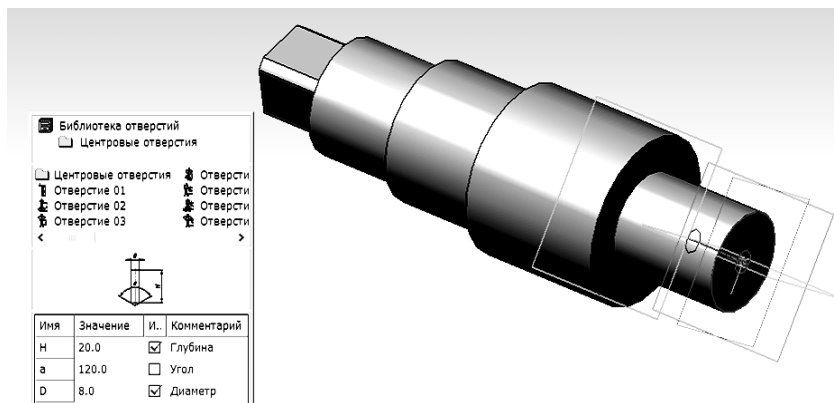 Библиотека отверстий
Центровые отверстия
Центровые отверстия Отверсти
Отверстие 01 Отверсти
Отверстие 02 Отверсти
Отверстие 03 Отверсти
Имя Значение И.. Комментарий
H 20.0 Глубина
a 120.0 Угол
D 8.0 Диаметр